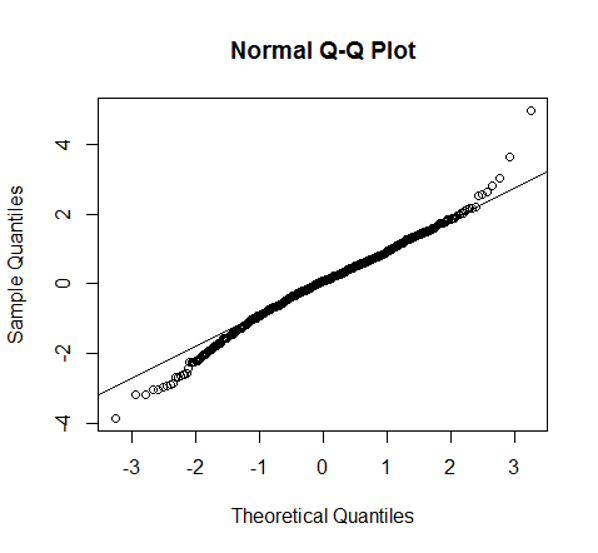 Normal Q-Q Plot
Sample Quantiles
4
2
0
-2
-4
-3 -2 -1 0 1 2 3
Theoretical Quantiles